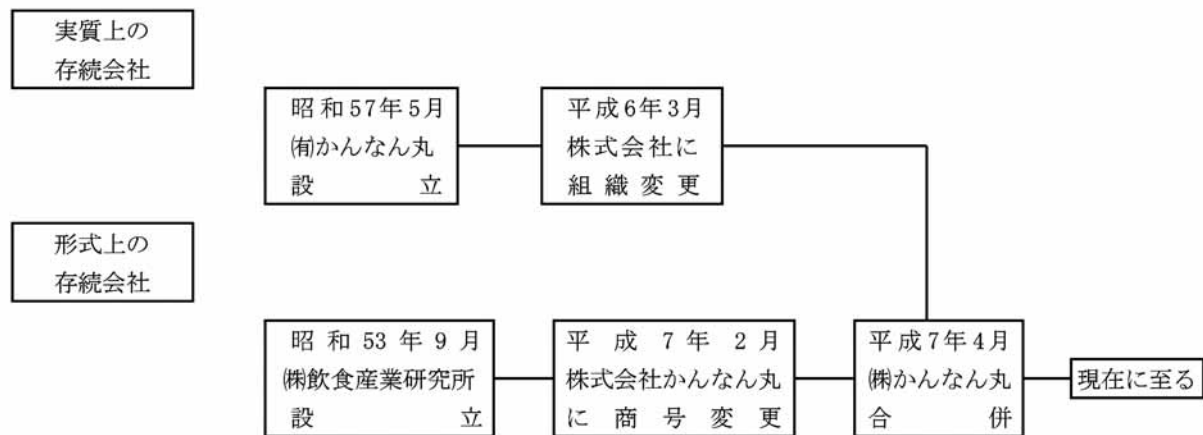 実質上の
存続会社
昭和57年5月
㈲かんなん丸
設立
平成6年3月
株式会社に
組織変更
形式上の
存続会社
昭和53年9月
㈱飲食産業研究所
設立
平成7年2月
株式会社かんなん丸
に商号変更
平成7年4月
㈱かんなん丸
合併
現在に至る